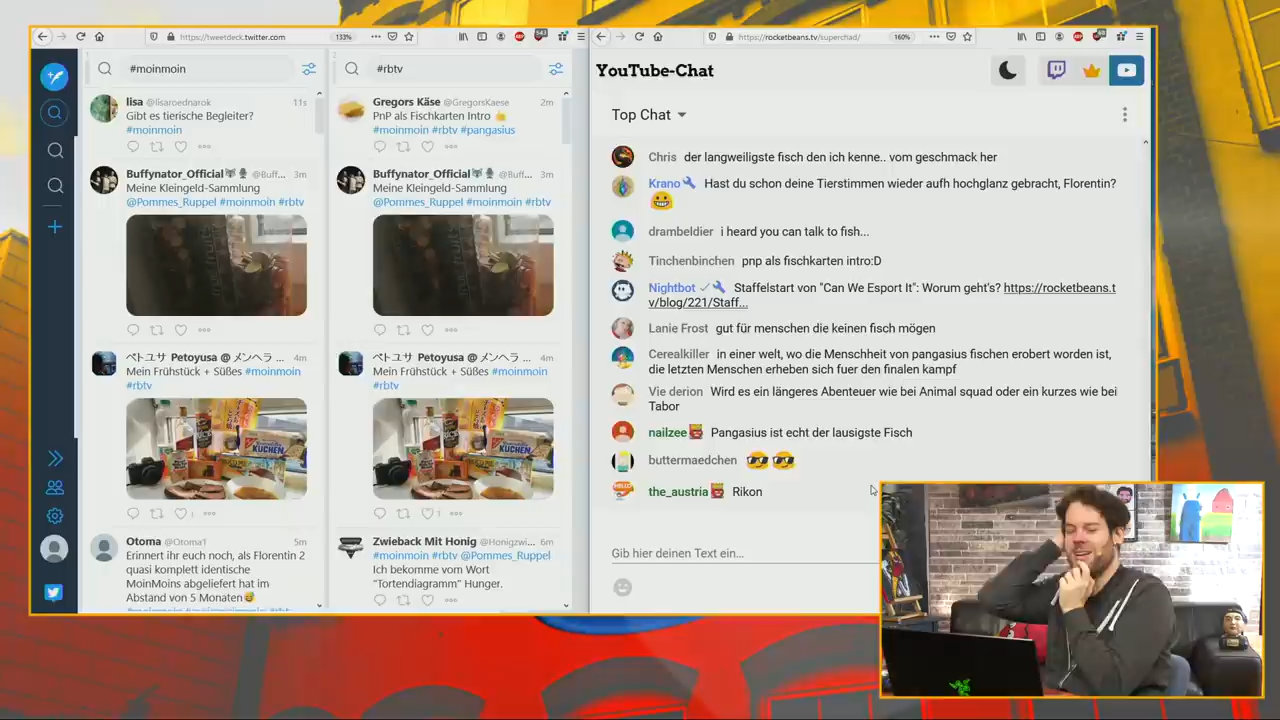 https://tweetdeck.twitter.com
133%
1
#moinmoin
lisa @lisaroednarok 11s
Gibt es tierische Begleiter?
#moinmoin
Buffynator_Official @Buff... 3m
Meine Kleingeld-Sammlung
@Pommes_Ruppel #moinmoin #rbtv
ペトユサ Petoyusa @ メンヘラ ... 4m
Mein Frühstück + Süßes #moinmoin
#rbtv
KUCHEN
1
Otoma @Otoma1 5m
Erinnert ihr euch noch, als Florentin 2
quasi komplett identische
MoinMoins abgeliefert hat im
Abstand von 5 Monaten
2
#rbtv
Gregors Käse @GregorsKaese 2m
PnP als Fischkarten Intro
#moinmoin #rbtv #pangasius
Buffynator_Official @Buff... 3m
Meine Kleingeld-Sammlung
@Pommes_Ruppel #moinmoin #rbtv
ペトユサ Petoyusa @ メンヘラ ... 4m
Mein Frühstück + Süßes #moinmoin
#rbtv
KUCHEN
1
Zwieback Mit Honig @Honigzwi... 6m
#moinmoin #rbtv @Pommes_Ruppel
Ich bekomme vom Wort
"Tortendiagramm" Hunger.
https://rocketbeans.tv/superchad/
160%
YouTube-Chat
Top Chat
Chris der langweiligste fisch den ich kenne.. vom geschmack her
Krano Hast du schon deine Tierstimmen wieder aufh hochglanz gebracht, Florentin?
drambeldier i heard you can talk to fish...
Tinchenbinchen pnp als fischkarten intro:D
Nightbot Staffelstart von "Can We Esport It": Worum geht's? https://rocketbeans.t
v/blog/221/Staff...
Lanie Frost gut für menschen die keinen fisch mögen
Cerealkiller in einer welt, wo die Menschheit von pangasius fischen erobert worden ist,
die letzten Menschen erheben sich fuer den finalen kampf
Vie derion Wird es ein längeres Abenteuer wie bei Animal squad oder ein kurzes wie bei
Tabor
nailzee Pangasius ist echt der lausigste Fisch
buttermaedchen
the_austria Rikon
Gib hier deinen Text ein...